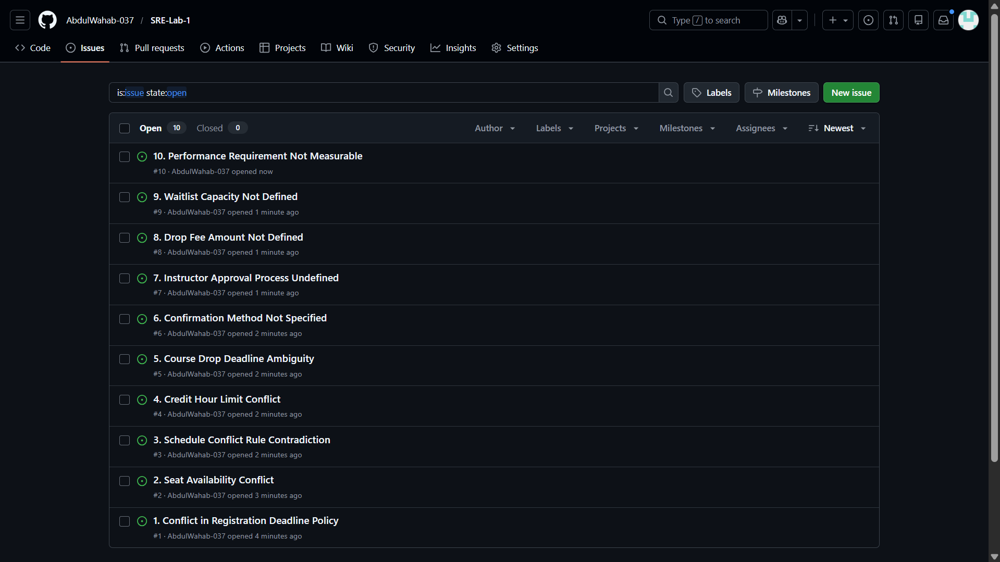 AbdulWahab-037 / SRE-Lab-1 Type / to search
Code Issues Pull requests Actions Projects Wiki Security Insights Settings
is:issue state:open Labels Milestones New issue
Open 10 Closed 0 Author Labels Projects Milestones Assignees Newest
10. Performance Requirement Not Measurable
#10 · AbdulWahab-037 opened now
9. Waitlist Capacity Not Defined
#9 · AbdulWahab-037 opened 1 minute ago
8. Drop Fee Amount Not Defined
#8 · AbdulWahab-037 opened 1 minute ago
7. Instructor Approval Process Undefined
#7 · AbdulWahab-037 opened 1 minute ago
6. Confirmation Method Not Specified
#6 · AbdulWahab-037 opened 2 minutes ago
5. Course Drop Deadline Ambiguity
#5 · AbdulWahab-037 opened 2 minutes ago
4. Credit Hour Limit Conflict
#4 · AbdulWahab-037 opened 2 minutes ago
3. Schedule Conflict Rule Contradiction
#3 · AbdulWahab-037 opened 2 minutes ago
2. Seat Availability Conflict
#2 · AbdulWahab-037 opened 3 minutes ago
1. Conflict in Registration Deadline Policy
#1 · AbdulWahab-037 opened 4 minutes ago